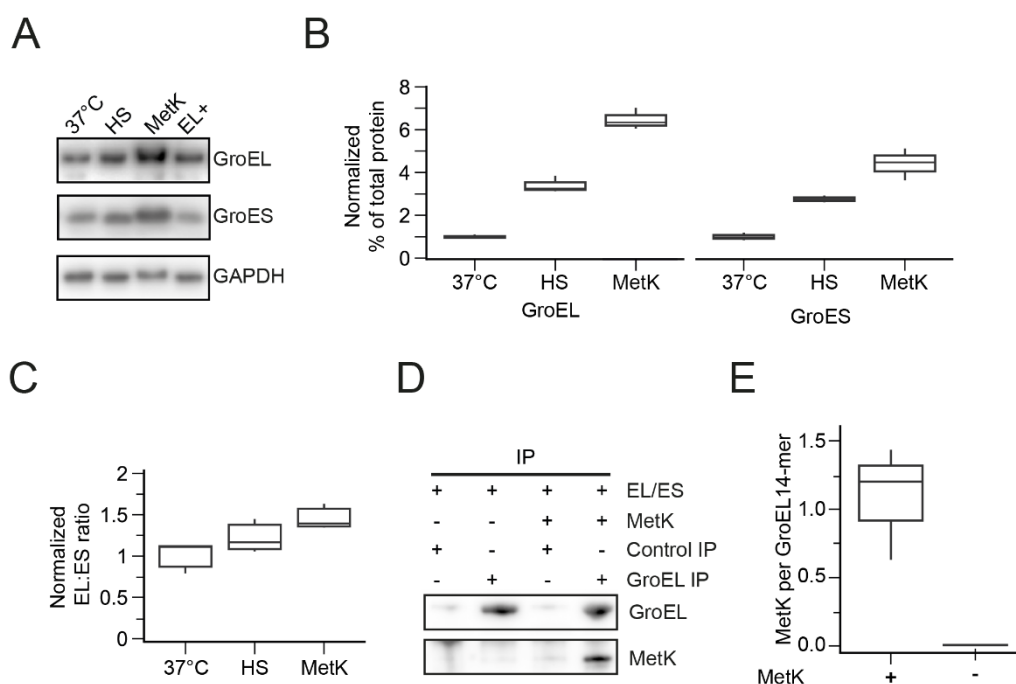 A
37°C HS MetK EL+
GroEL
GroES
GAPDH
B
Normalized
% of total protein
8
6
4
2
1
0
37°C HS MetK 37°C HS MetK
GroEL GroES
C
Normalized
EL:ES ratio
2
1.5
1
0.5
0
37°C HS MetK
D
IP
+ + + + EL/ES
- - + + MetK
+ - + - Control IP
- + - + GroEL IP
GroEL
MetK
E
MetK per GroEL14-mer
1.5
1.0
0.5
0.0
MetK + -